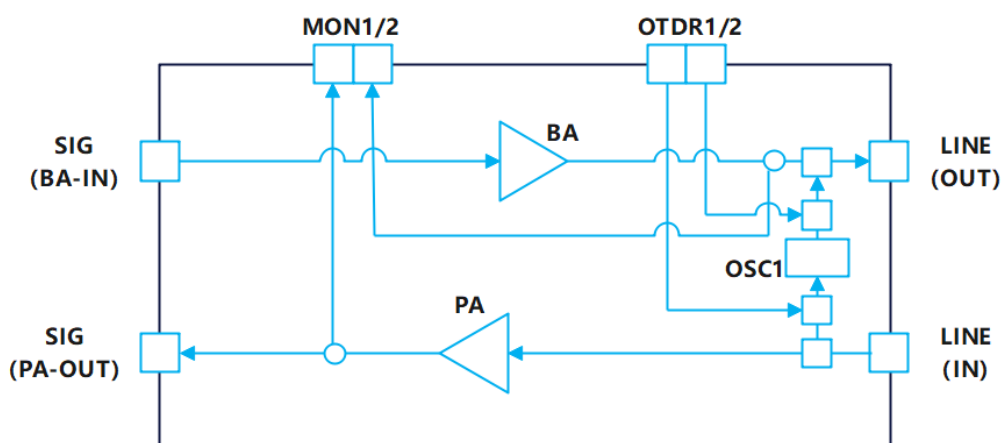 MON1/2
OTDR1/2
SIG
(BA-IN)
BA
LINE
(OUT)
OSC1
SIG
(PA-OUT)
PA
LINE
(IN)